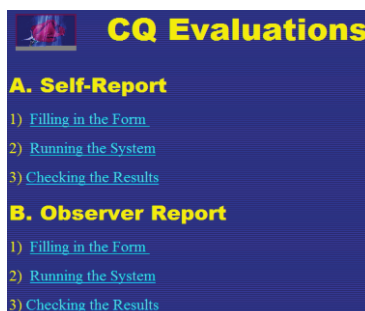 CQ Evaluations
A. Self-Report
1) Filling in the Form
2) Running the System
3) Checking the Results
B. Observer Report
1) Filling in the Form
2) Running the System
3) Checking the Results